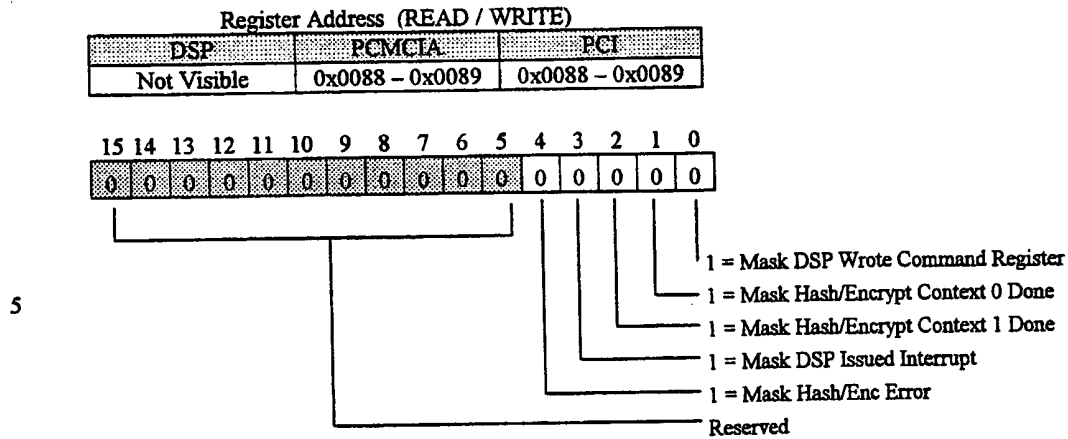 Register Address (READ / WRITE)
DSP PCMCIA PCI
Not Visible 0x0088 – 0x0089 0x0088 – 0x0089
15 14 13 12 11 10 9 8 7 6 5 4 3 2 1 0
0 0 0 0 0 0 0 0 0 0 0 0 0 0 0 0
1 = Mask DSP Wrote Command Register
1 = Mask Hash/Encrypt Context 0 Done
5
1 = Mask Hash/Encrypt Context 1 Done
1 = Mask DSP Issued Interrupt
1 = Mask Hash/Enc Error
Reserved